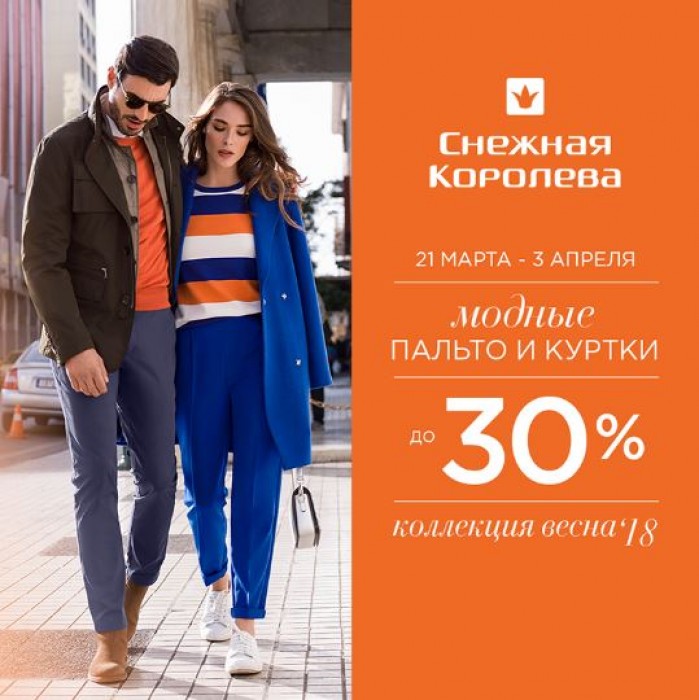 Снежная
Королева
21 МАРТА - 3 АПРЕЛЯ
модные
ПАЛЬТО И КУРТКИ
ДО 30%
коллекция весна‘18